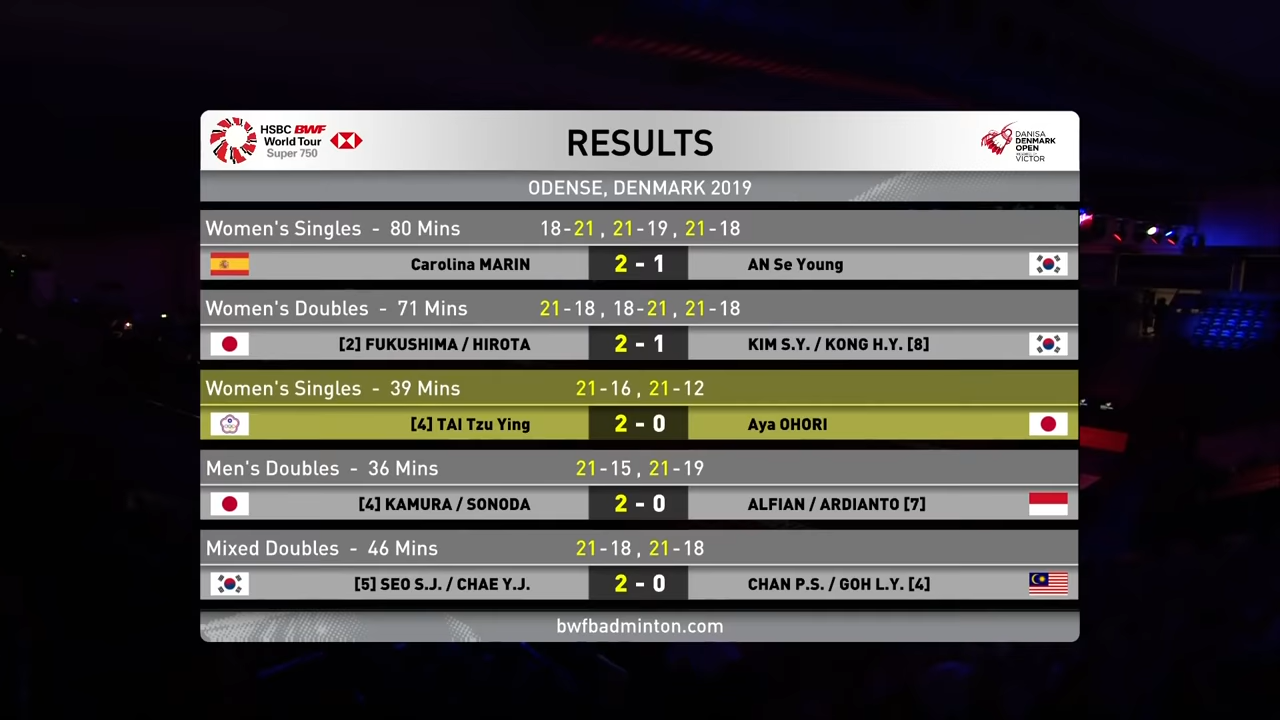 HSBC BWF
World Tour
Super 750
RESULTS
DANISA
DENMARK
OPEN
VICTOR
ODENSE, DENMARK 2019
Women's Singles - 80 Mins 18-21 , 21-19 , 21-18
Carolina MARIN 2 - 1 AN Se Young
Women's Doubles - 71 Mins 21-18 , 18-21 , 21-18
[2] FUKUSHIMA / HIROTA 2 - 1 KIM S.Y. / KONG H.Y. [8]
Women's Singles - 39 Mins 21-16 , 21-12
[4] TAI Tzu Ying 2 - 0 Aya OHORI
Men's Doubles - 36 Mins 21-15 , 21-19
[4] KAMURA / SONODA 2 - 0 ALFIAN / ARDIANTO [7]
Mixed Doubles - 46 Mins 21-18 , 21-18
[5] SEO S.J. / CHAE Y.J. 2 - 0 CHAN P.S. / GOH L.Y. [4]
bwfbadminton.com